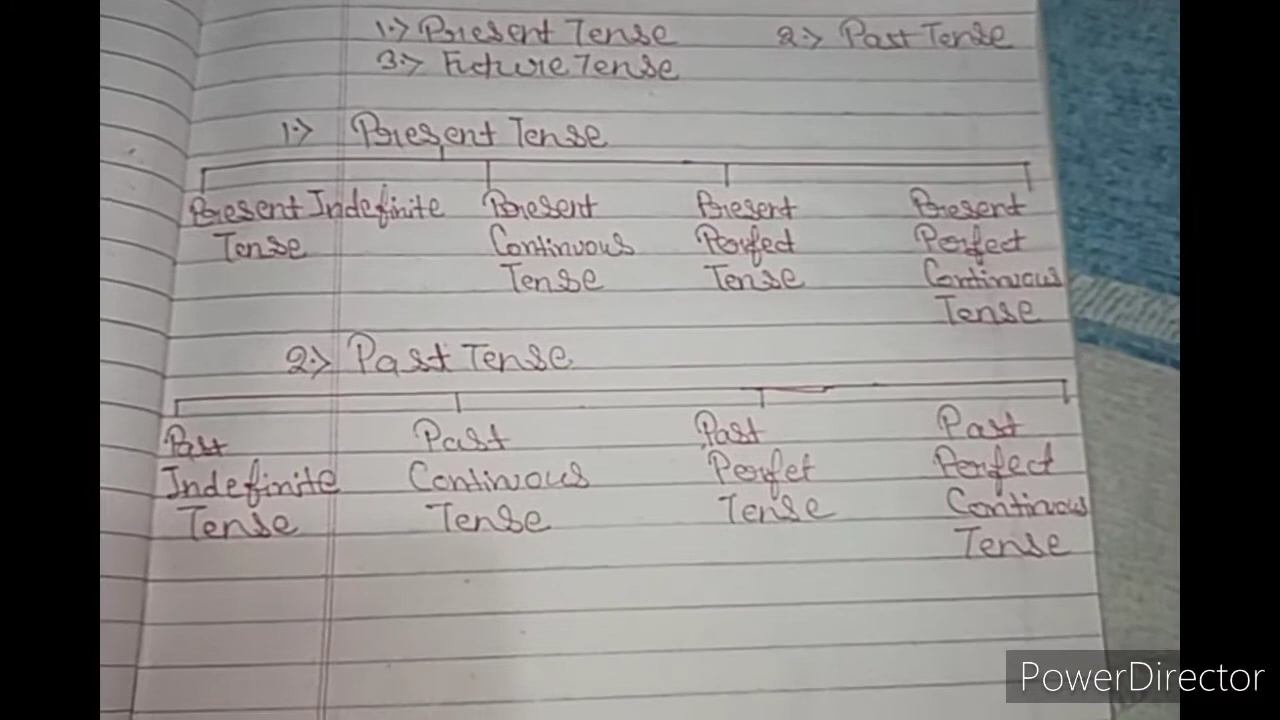 1.> Present Tense 2.> Past Tense
3.> Future Tense
1.> Present Tense
Present Indefinite Present Present Present
Tense Continuous Perfect Perfect
Tense Tense Continuous
Tense
2.> Past Tense
Past Past Past Past
Indefinite Continuous Perfet Perfect
Tense Tense Tense Continuous
Tense
PowerDirector